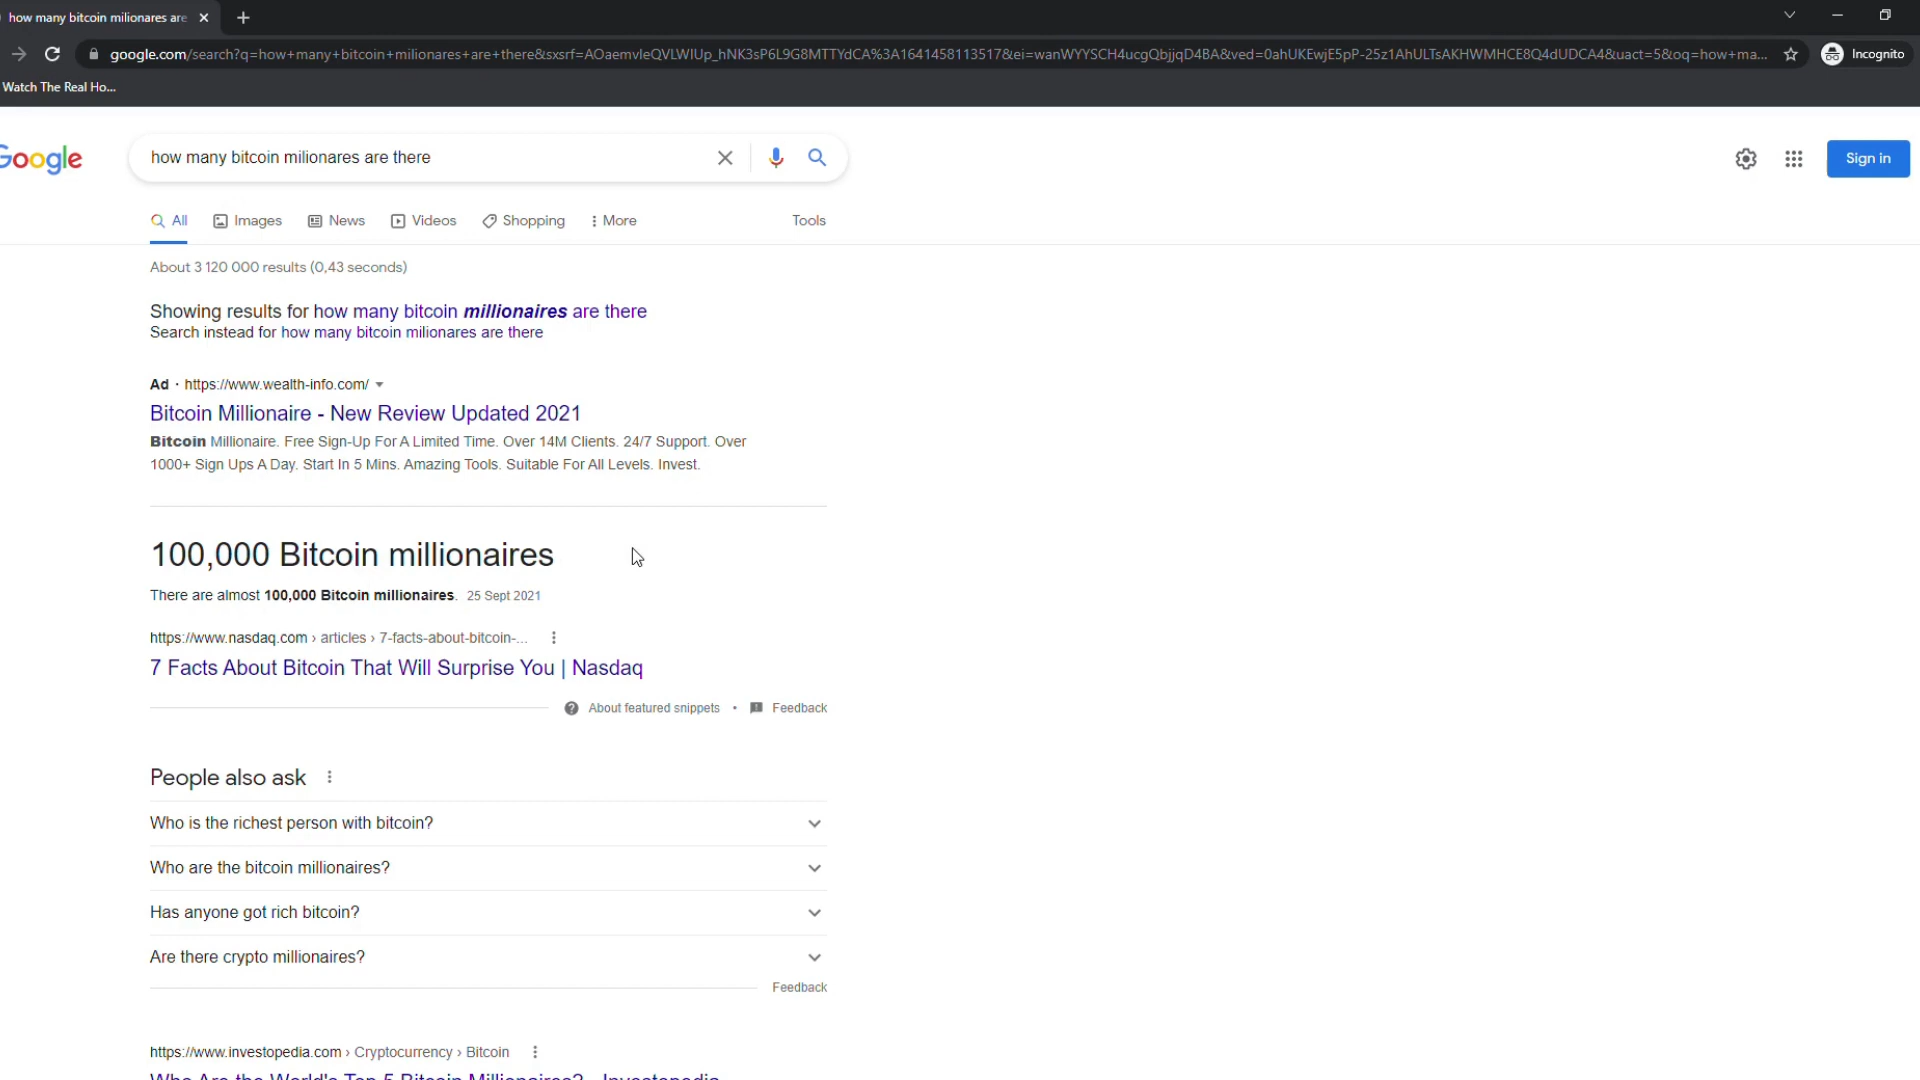 how many bitcoin milionares are
google.com/search?q=how+many+bitcoin+milionares+are+there&sxsrf=AOaemvleQVLWIUp_hNK3sP6L9G8MTTYdCA%3A1641458113517&ei=wanWYYSCH4ucgQbjjqD4BA&ved=0ahUKEwjE5pP-25z1AhULTsAKHWMHCE8Q4dUDCA4&uact=5&oq=how+ma...
Incognito
Watch The Real Ho...
Google
how many bitcoin milionares are there
Sign in
All
Images
News
Videos
Shopping
More
Tools
About 3 120 000 results (0,43 seconds)
Showing results for how many bitcoin millionaires are there
Search instead for how many bitcoin milionares are there
Ad · https://www.wealth-info.com/
Bitcoin Millionaire - New Review Updated 2021
Bitcoin Millionaire. Free Sign-Up For A Limited Time. Over 14M Clients. 24/7 Support. Over
1000+ Sign Ups A Day. Start In 5 Mins. Amazing Tools. Suitable For All Levels. Invest.
100,000 Bitcoin millionaires
There are almost 100,000 Bitcoin millionaires. 25 Sept 2021
https://www.nasdaq.com › articles › 7-facts-about-bitcoin-...
7 Facts About Bitcoin That Will Surprise You | Nasdaq
About featured snippets • Feedback
People also ask
Who is the richest person with bitcoin?
Who are the bitcoin millionaires?
Has anyone got rich bitcoin?
Are there crypto millionaires?
Feedback
https://www.investopedia.com › Cryptocurrency › Bitcoin
Who Are the World's Top 5 Bitcoin Millionaires? - Investopedia